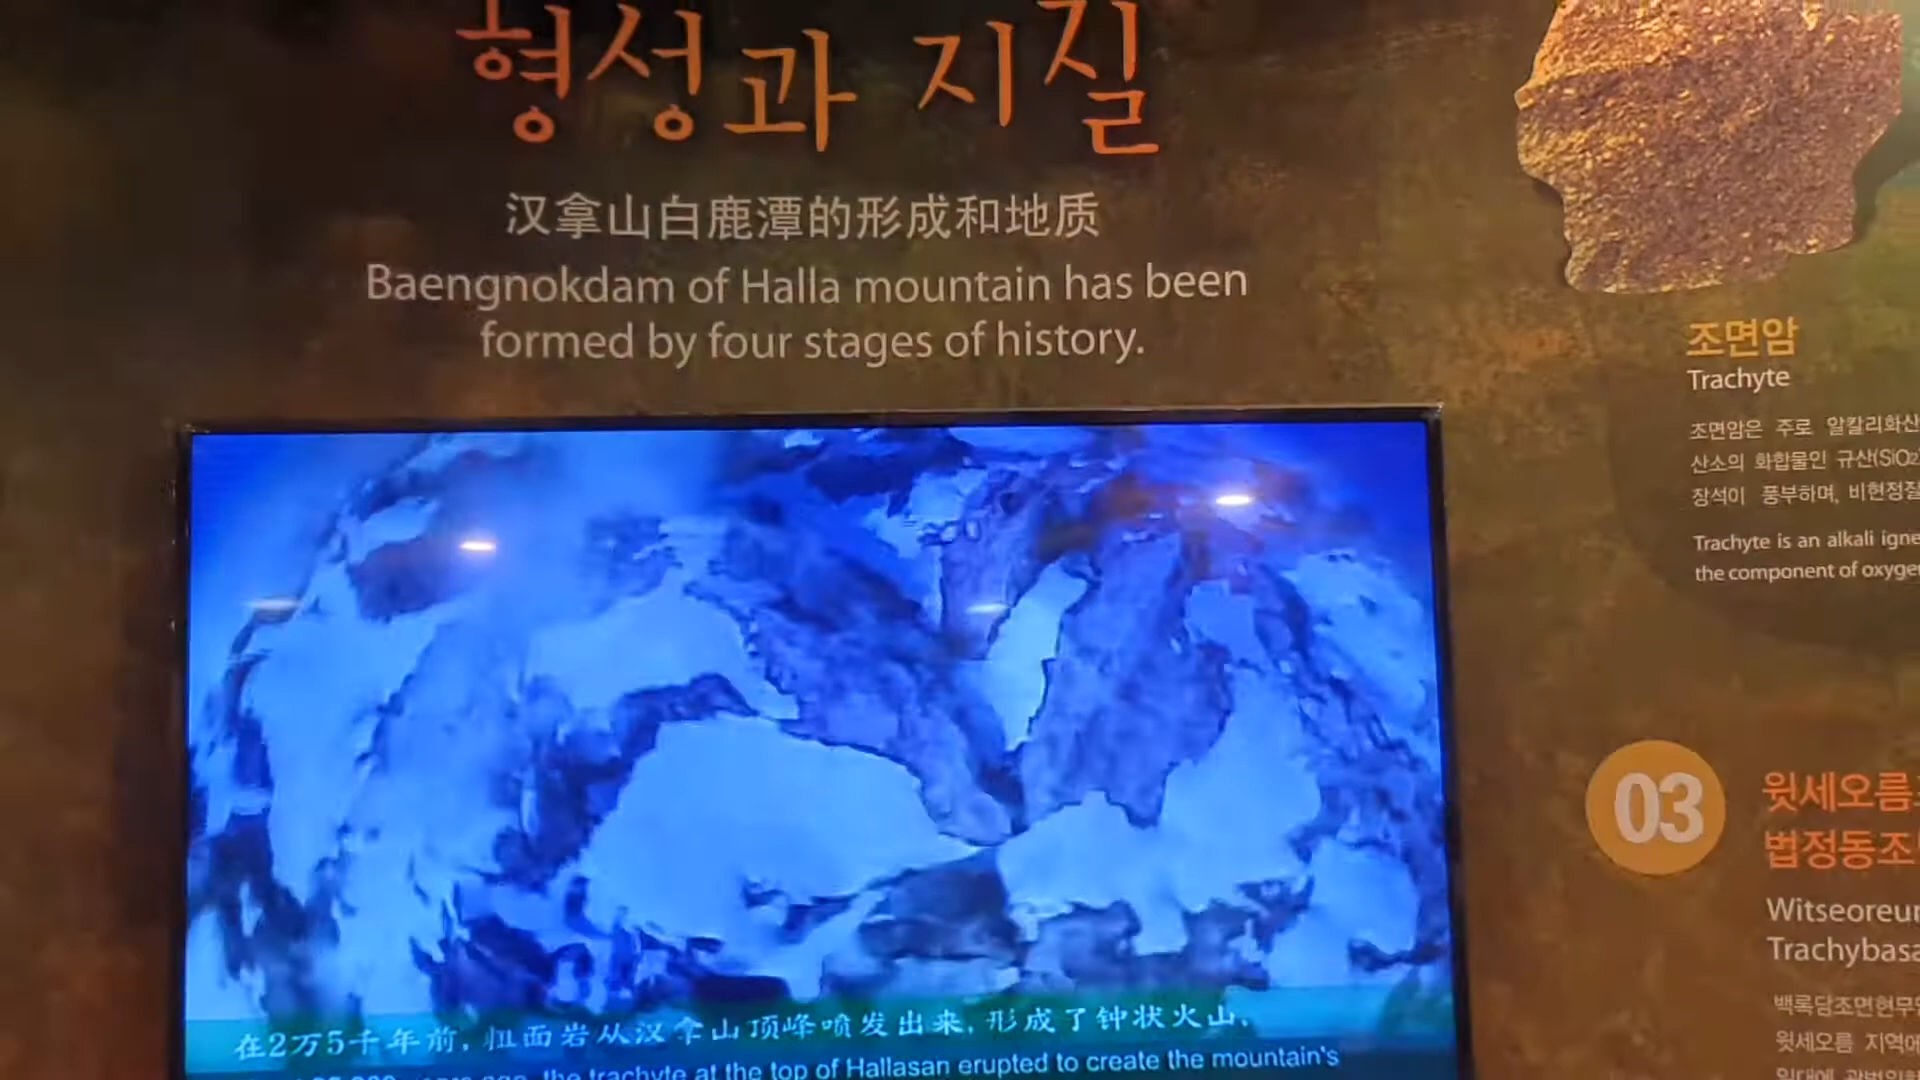 형성과 지질
汉拿山白鹿潭的形成和地质
Baengnokdam of Halla mountain has been
formed by four stages of history.
조면암
Trachyte
조면암은 주로 알칼리화산
산소의 화합물인 규산(SiO2
장석이 풍부하며, 비현정질
Trachyte is an alkali igne
the component of oxyge
03
윗세오름
법정동조
Witseoreu
Trachybasa
백록담조면현무암
윗세오름 지역에
일대에
在2万5千年前,粗面岩从汉拿山顶峰喷发出来,形成了钟状火山.
ago, the trachyte at the top of Hallasan erupted to create the mountain's